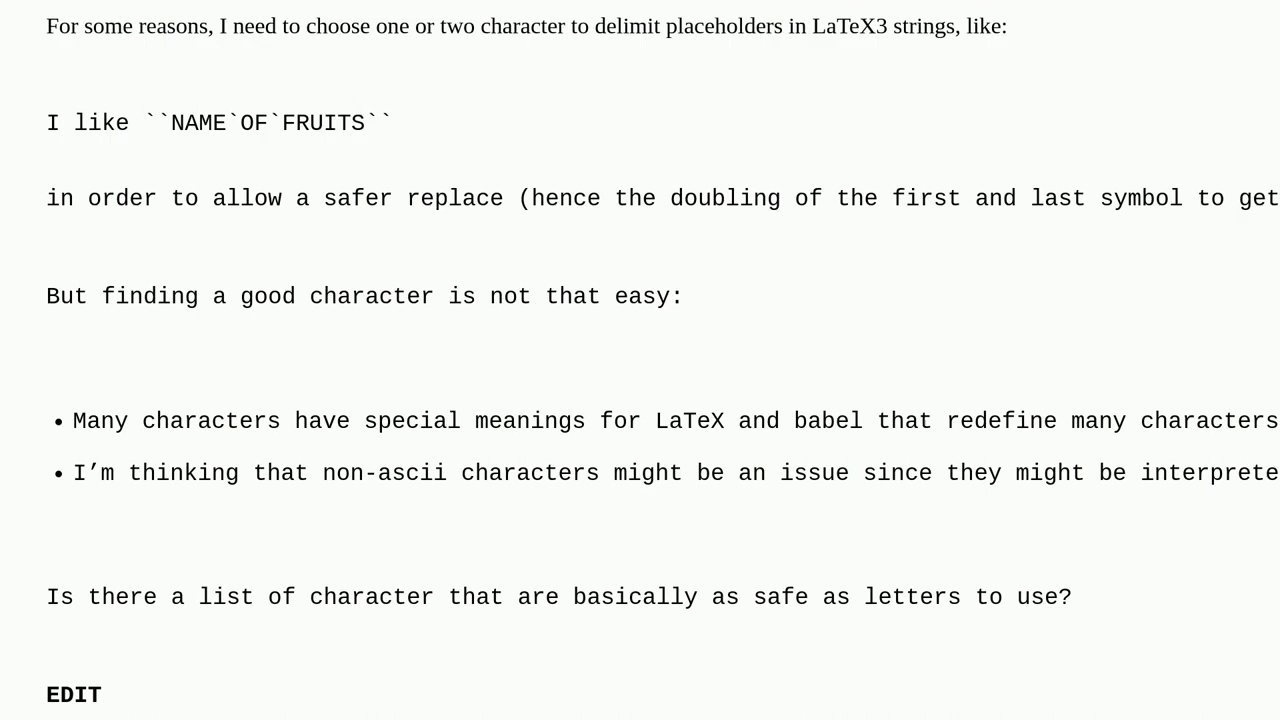 For some reasons, I need to choose one or two character to delimit placeholders in LaTeX3 strings, like:
I like ``NAME`OF`FRUITS``
in order to allow a safer replace (hence the doubling of the first and last symbol to get
But finding a good character is not that easy:
• Many characters have special meanings for LaTeX and babel that redefine many characters
• I’m thinking that non-ascii characters might be an issue since they might be interprete
Is there a list of character that are basically as safe as letters to use?
EDIT